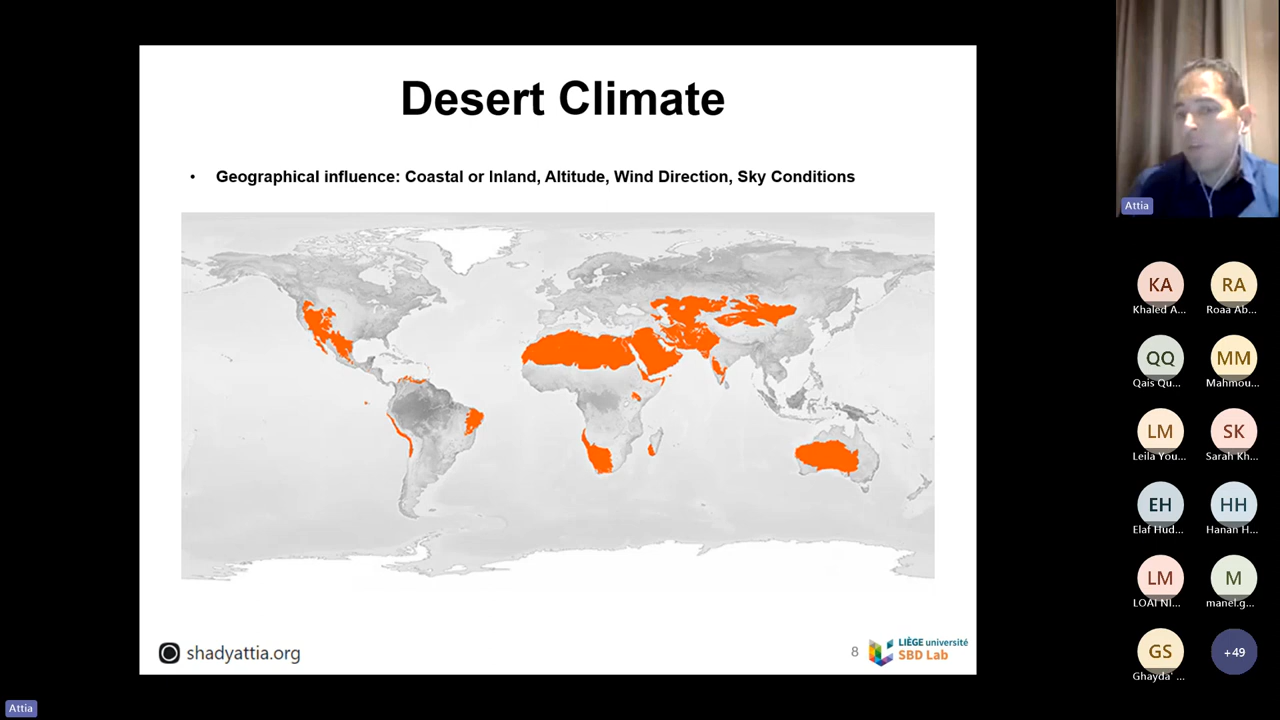 Desert Climate
• Geographical influence: Coastal or Inland, Altitude, Wind Direction, Sky Conditions
shadyattia.org
8
LIÈGE université
SBD Lab
Attia
Attia
KA
Khaled A...
RA
Roaa Ab...
QQ
Qais Qu...
MM
Mahmou...
LM
Leila You...
SK
Sarah Kh...
EH
Elaf Hud...
HH
Hanan H...
LM
LOAI NI...
M
manel.g...
GS
Ghayda' ...
+49